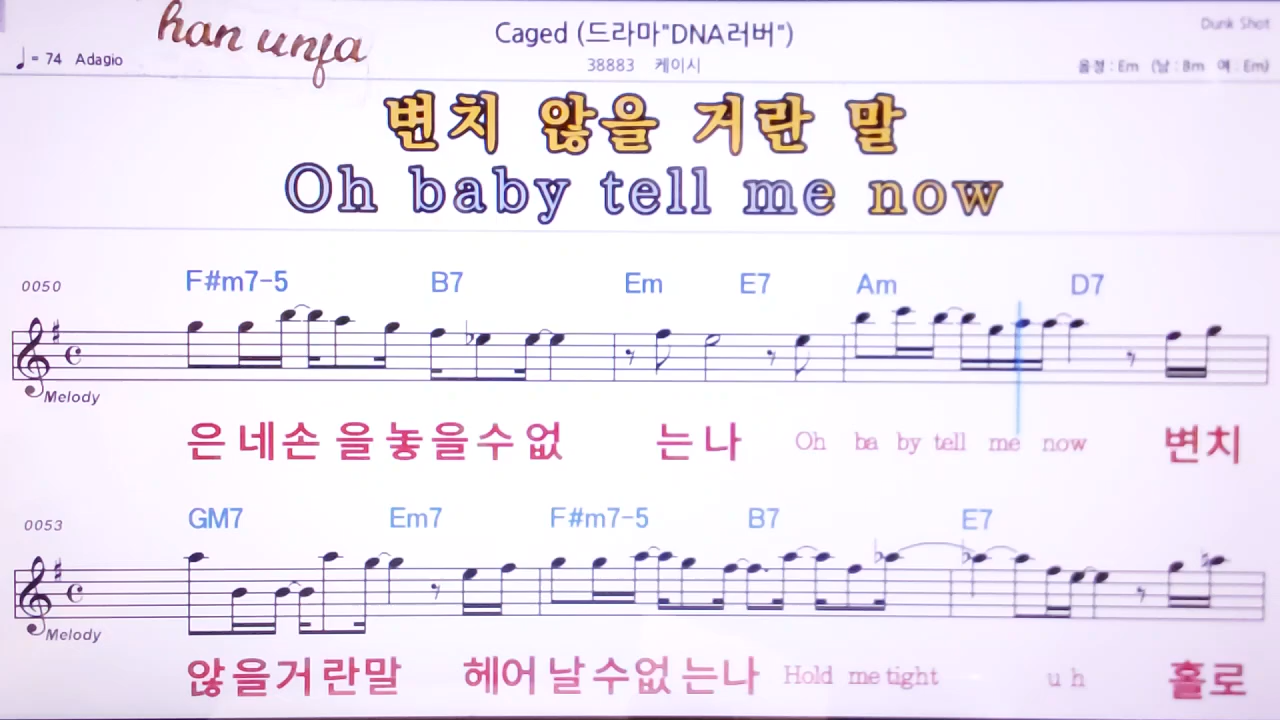 han unja
Caged (드라마"DNA러버")
Dunk Shot
♩= 74 Adagio
38883 케이시
음정 : Em (남 : Bm 여 : Em)
변치 않을 거란 말
Oh baby tell me now
0050 F#m7-5 B7 Em E7 Am D7
Melody
은 네 손 을 놓 을 수 없 는 나 Oh ba by tell me now 변 치
0053 GM7 Em7 F#m7-5 B7 E7
Melody
않 을 거 란 말 헤 어 날 수 없 는 나 Hold me tight u h 홀 로